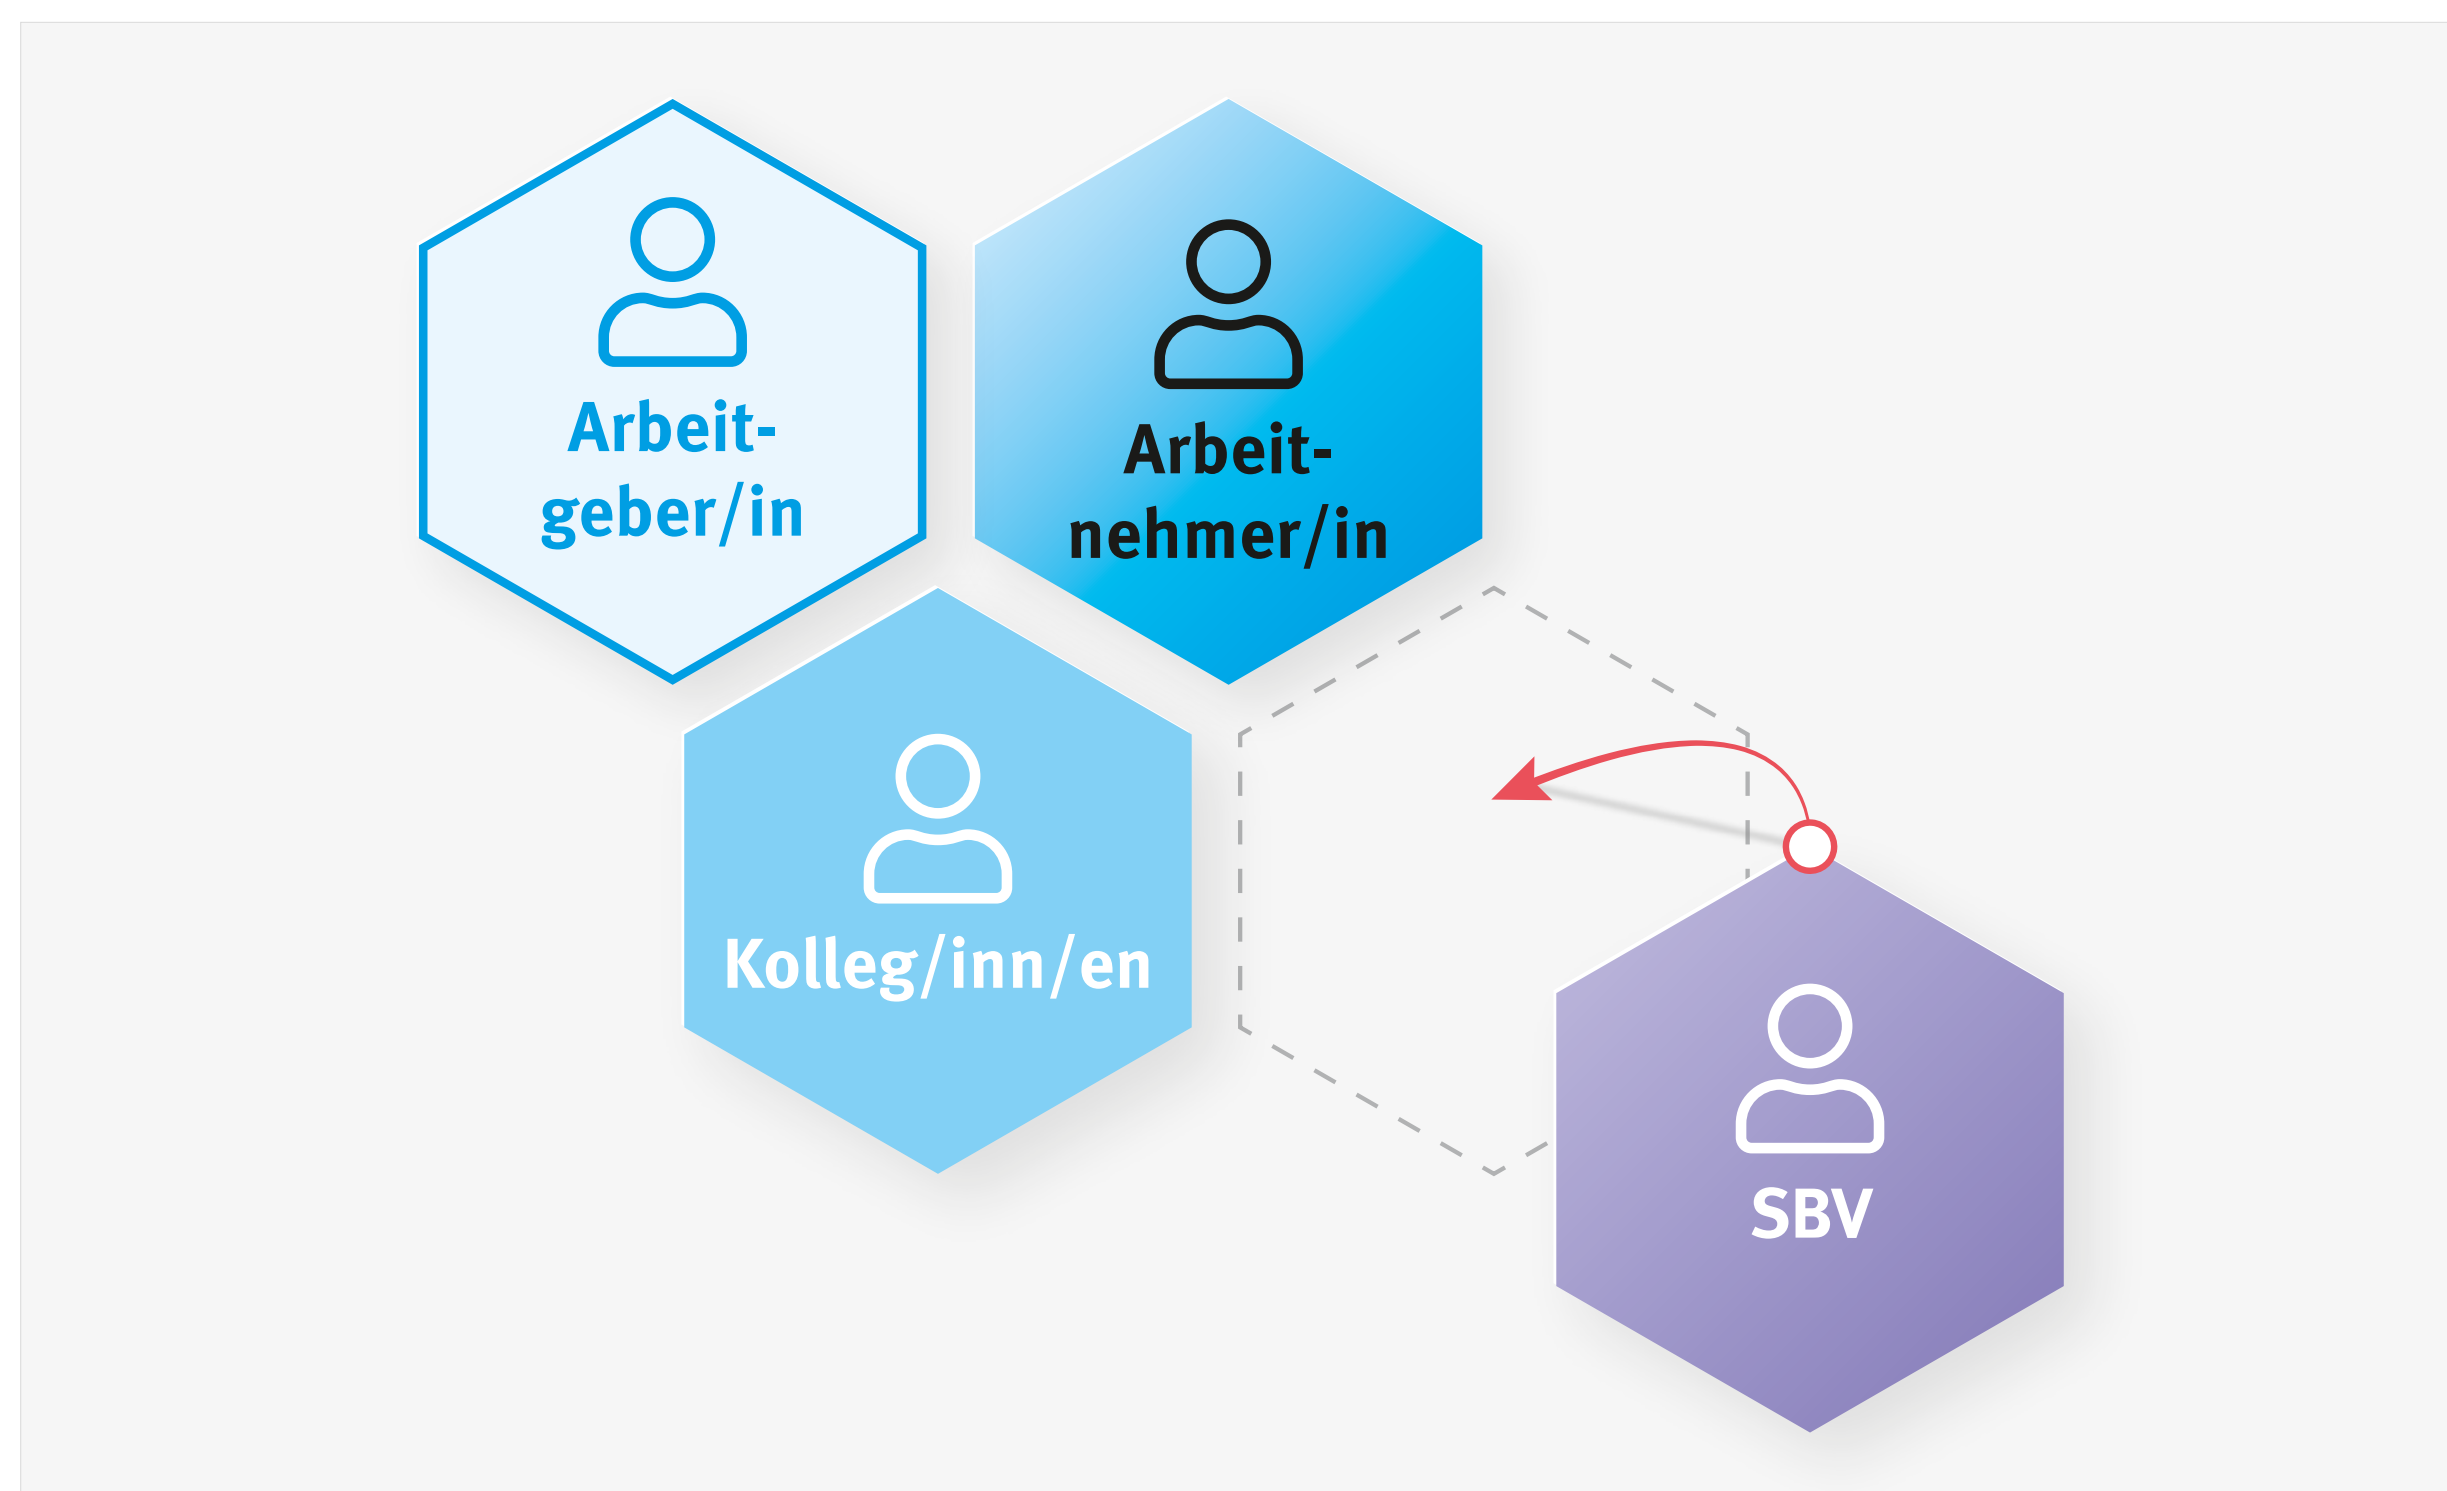 Arbeit-
geber/in
Arbeit-
nehmer/in
Kolleg/inn/en
SBV